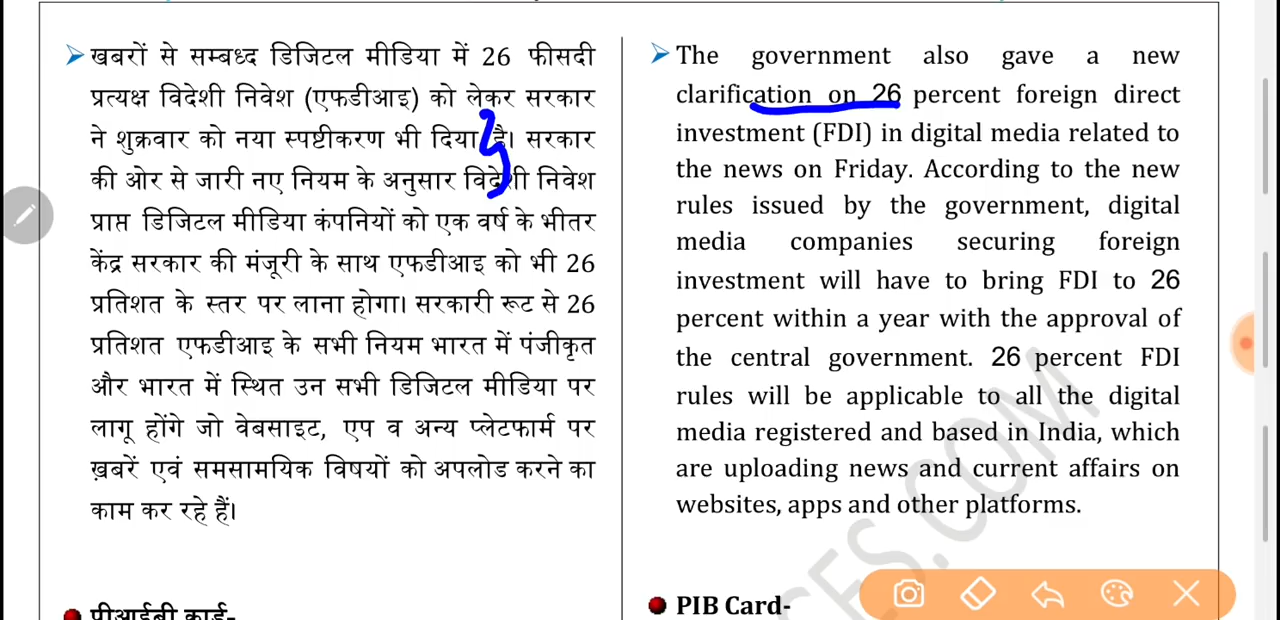 खबरों से सम्बध्द डिजिटल मीडिया में 26 फीसदी
प्रत्यक्ष विदेशी निवेश (एफडीआइ) को लेकर सरकार
ने शुक्रवार को नया स्पष्टीकरण भी दिया है। सरकार
की ओर से जारी नए नियम के अनुसार विदेशी निवेश
प्राप्त डिजिटल मीडिया कंपनियों को एक वर्ष के भीतर
केंद्र सरकार की मंजूरी के साथ एफडीआइ को भी 26
प्रतिशत के स्तर पर लाना होगा। सरकारी रूट से 26
प्रतिशत एफडीआइ के सभी नियम भारत में पंजीकृत
और भारत में स्थित उन सभी डिजिटल मीडिया पर
लागू होंगे जो वेबसाइट, एप व अन्य प्लेटफार्म पर
ख़बरें एवं समसामयिक विषयों को अपलोड करने का
काम कर रहे हैं।
पीआईबी कार्ड-
The government also gave a new
clarification on 26 percent foreign direct
investment (FDI) in digital media related to
the news on Friday. According to the new
rules issued by the government, digital
media companies securing foreign
investment will have to bring FDI to 26
percent within a year with the approval of
the central government. 26 percent FDI
rules will be applicable to all the digital
media registered and based in India, which
are uploading news and current affairs on
websites, apps and other platforms.
PIB Card-